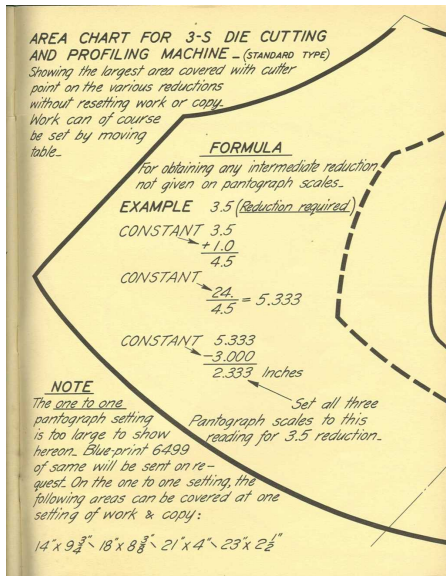 AREA CHART FOR 3-S DIE CUTTING
AND PROFILING MACHINE - (STANDARD TYPE)
Showing the largest area covered with cutter
point on the various reductions
without resetting work or copy.
Work can of course
be set by moving
table.
FORMULA
For obtaining any intermediate reduction
not given on pantograph scales.
EXAMPLE 3.5 (Reduction required)
CONSTANT 3.5
+1.0
4.5
CONSTANT
24.
4.5 = 5.333
CONSTANT 5.333
-3.000
2.333 Inches
Set all three
Pantograph scales to this
reading for 3.5 reduction.
NOTE
The one to one
pantograph setting
is too large to show
hereon. Blue-print 6499
of same will be sent on re-
quest. On the one to one setting, the
following areas can be covered at one
setting of work & copy:
14" x 9 3/4" \ 18" x 8 3/8" \ 21" x 4" \ 23" x 2 1/2"